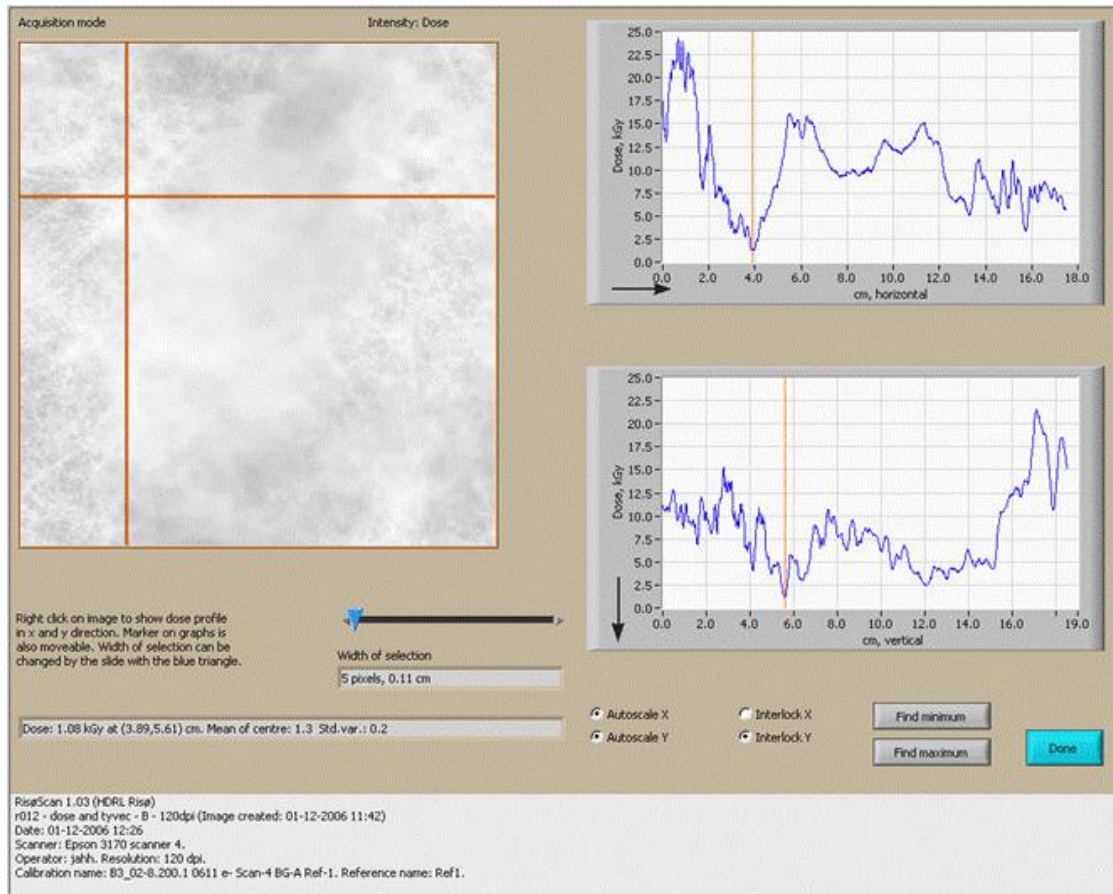 Acquisition mode
Intensity: Dose
25.0
22.5
20.0
17.5
15.0
12.5
10.0
7.5
5.0
2.5
0.0
Dose, kGy
0.0 2.0 4.0 6.0 8.0 10.0 12.0 14.0 16.0 18.0
cm, horizontal
25.0
22.5
20.0
17.5
15.0
12.5
10.0
7.5
5.0
2.5
0.0
Dose, kGy
0.0 2.0 4.0 6.0 8.0 10.0 12.0 14.0 16.0 19.0
cm, vertical
Right click on image to show dose profile
in x and y direction. Marker on graphs is
also moveable. Width of selection can be
changed by the slide with the blue triangle.
Width of selection
5 pixels, 0.11 cm
Dose: 1.08 kGy at (3.89,5.61) cm. Mean of centre: 1.3 Std.var.: 0.2
Autoscale X
Interlock X
Find minimum
Autoscale Y
Interlock Y
Find maximum
Done
RisøScan 1.03 (HDRL Risø)
r012 - dose and tyvec - B - 120dpi (Image created: 01-12-2006 11:42)
Date: 01-12-2006 12:26
Scanner: Epson 3170 scanner 4.
Operator: jahh. Resolution: 120 dpi.
Calibration name: B3_02-8.200.1 0611 e- Scan-4 BG-A Ref-1. Reference name: Ref1.